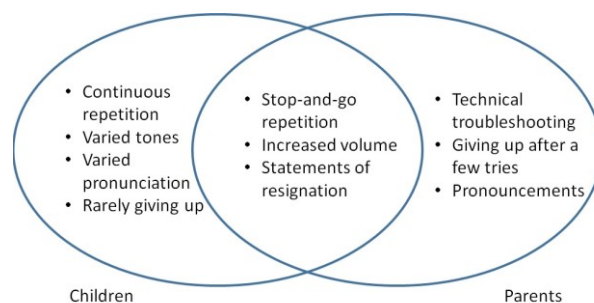 • Continuous
repetition
• Varied tones
• Varied
pronunciation
• Rarely giving up
• Stop-and-go
repetition
• Increased volume
• Statements of
resignation
• Technical
troubleshooting
• Giving up after a
few tries
• Pronouncements
Children
Parents